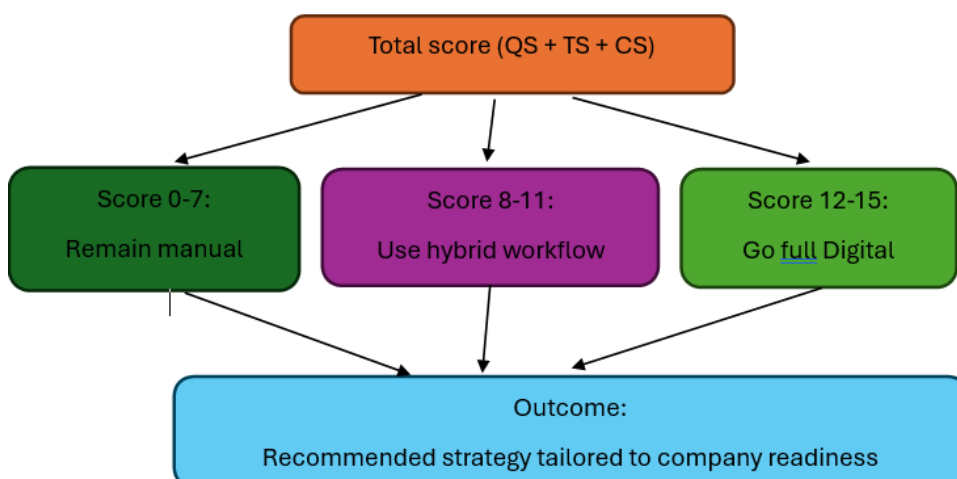 Total score (QS + TS + CS)
Score 0-7:
Remain manual
Score 8-11:
Use hybrid workflow
Score 12-15:
Go full Digital
Outcome:
Recommended strategy tailored to company readiness